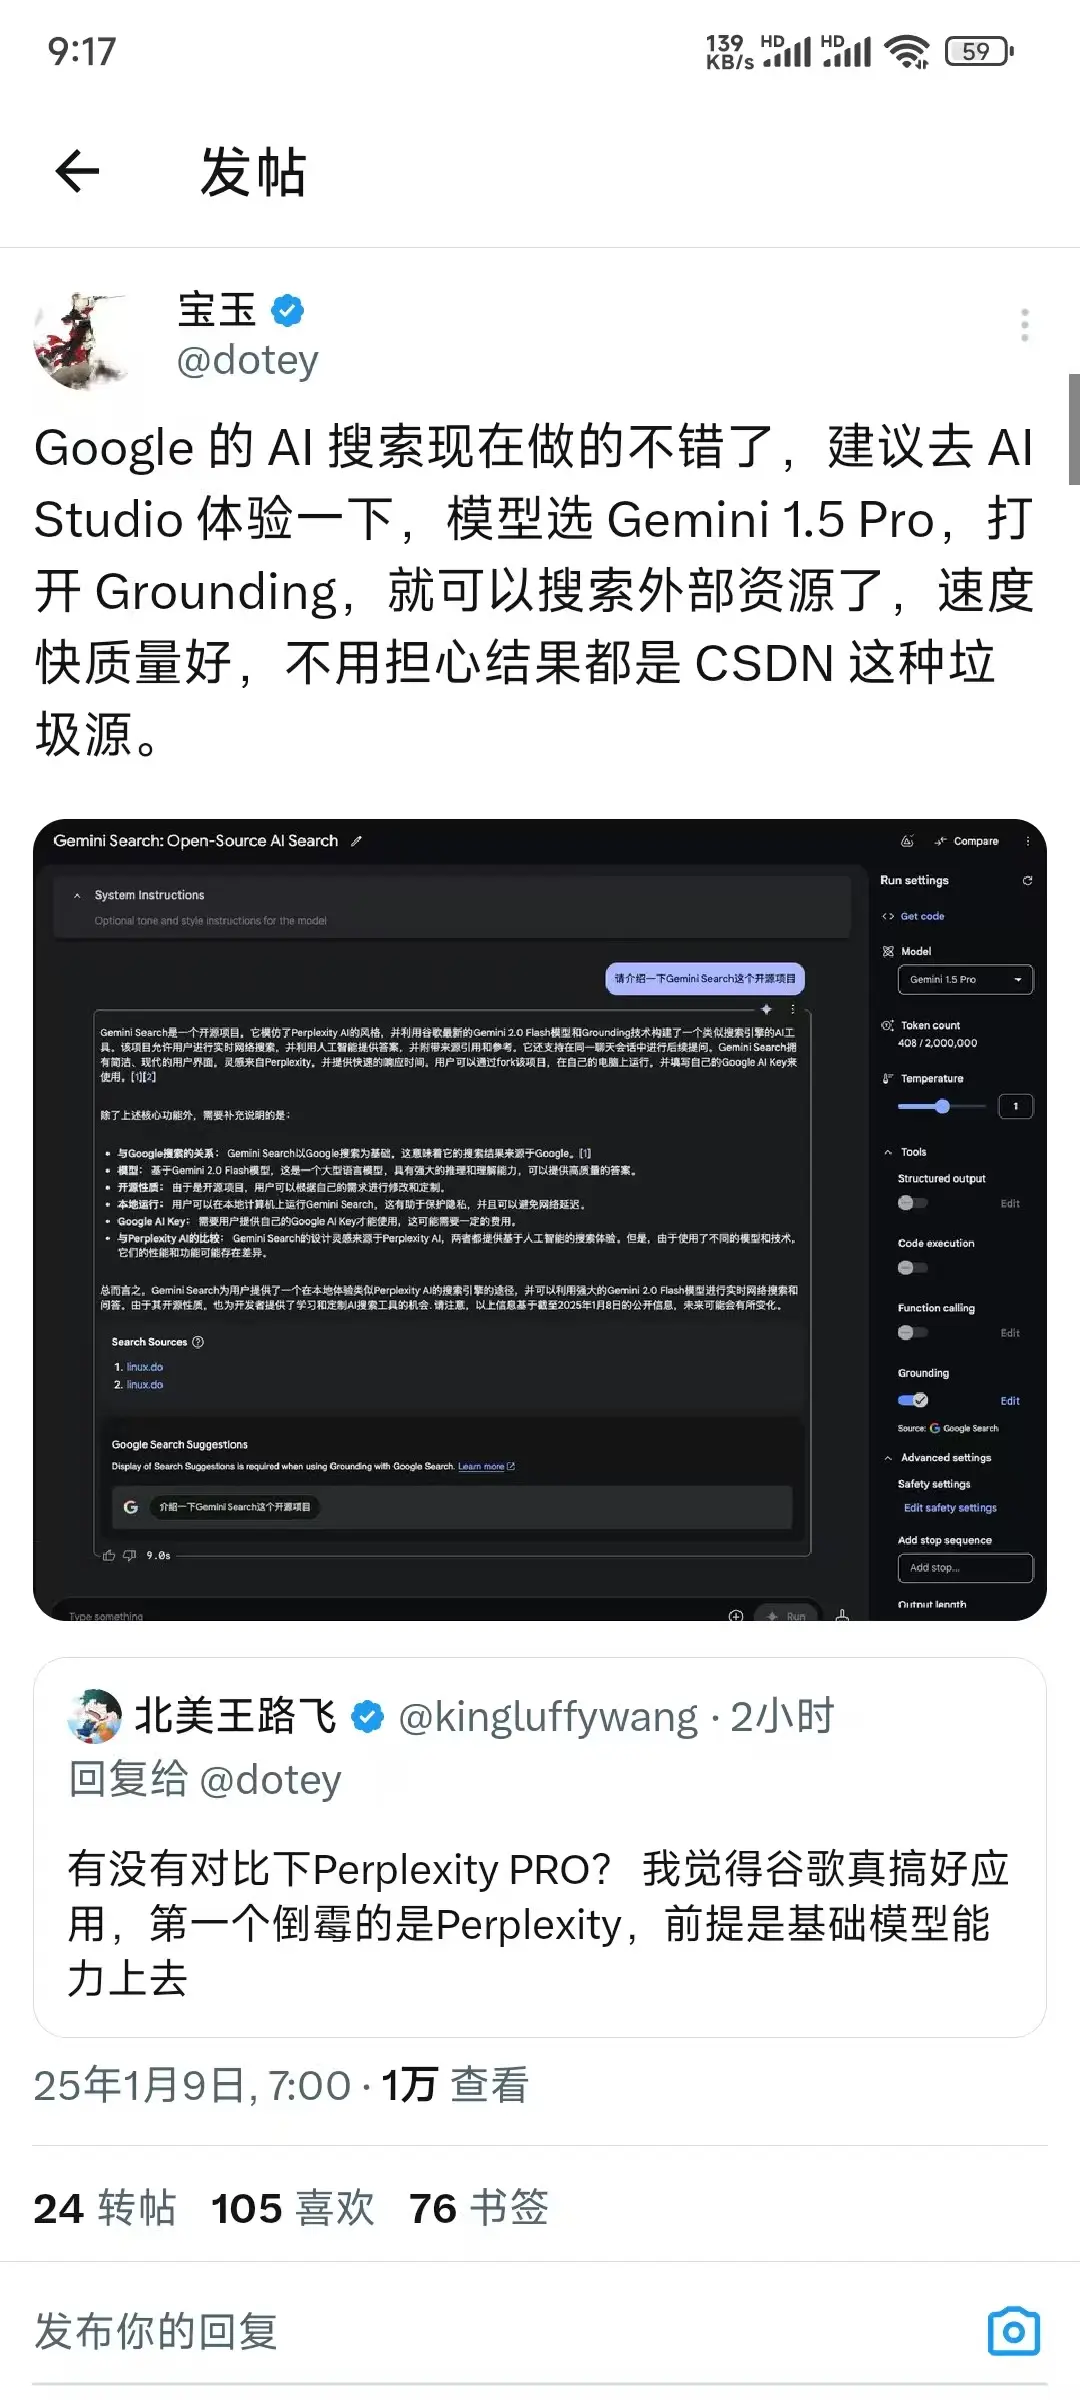 9:17
139 KB/s HD HD 59
发帖
宝玉
@dotey
Google 的 AI 搜索现在做的不错了，建议去 AI
Studio 体验一下，模型选 Gemini 1.5 Pro，打
开 Grounding，就可以搜索外部资源了，速度
快质量好，不用担心结果都是 CSDN 这种垃
圾源。
Gemini Search: Open-Source AI Search
Compare
System Instructions
Optional tone and style instructions for the model
请介绍一下Gemini Search这个开源项目
Gemini Search是一个开源项目，它模仿了Perplexity AI的风格，并利用谷歌最新的Gemini 2.0 Flash模型和Grounding技术构建了一个类似搜索引擎的AI工
具。该项目允许用户进行实时网络搜索，并利用人工智能提供答案，并附带来源引用和参考。它还支持在同一聊天会话中进行后续提问。Gemini Search拥
有简洁、现代的用户界面，灵感来自Perplexity，并提供快速的响应时间。用户可以通过fork该项目，在自己的电脑上运行，并填写自己的Google AI Key来
使用。[1][2]
除了上述核心功能外，需要补充说明的是：
• 与Google搜索的关系： Gemini Search以Google搜索为基础，这意味着它的搜索结果来源于Google。[1]
• 模型： 基于Gemini 2.0 Flash模型，这是一个大型语言模型，具有强大的推理和理解能力，可以提供高质量的答案。
• 开源性质： 由于是开源项目，用户可以根据自己的需求进行修改和定制。
• 本地运行： 用户可以在本地计算机上运行Gemini Search，这有助于保护隐私，并且可以避免网络延迟。
• Google AI Key： 需要用户提供自己的Google AI Key才能使用，这可能需要一定的费用。
• 与Perplexity AI的比较： Gemini Search的设计灵感来源于Perplexity AI，两者都提供基于人工智能的搜索体验。但是，由于使用了不同的模型和技术，
它们的性能和功能可能存在差异。
总而言之，Gemini Search为用户提供了一个在本地体验类似Perplexity AI的搜索引擎的途径，并可以利用强大的Gemini 2.0 Flash模型进行实时网络搜索和
问答。由于其开源性质，也为开发者提供了学习和定制AI搜索工具的机会. 请注意，以上信息基于截至2025年1月8日的公开信息，未来可能会有所变化。
Search Sources
1. linux.do
2. linux.do
Google Search Suggestions
Display of Search Suggestions is required when using Grounding with Google Search. Learn more
介绍一下Gemini Search这个开源项目
9.0s
Type something
Run
Run settings
Get code
Model
Gemini 1.5 Pro
Token count
408 / 2,000,000
Temperature
1
Tools
Structured output
Edit
Code execution
Function calling
Edit
Grounding
Edit
Source: Google Search
Advanced settings
Safety settings
Edit safety settings
Add stop sequence
Add stop...
Output length
北美王路飞 @kingluffywang · 2小时
回复给 @dotey
有没有对比下Perplexity PRO？ 我觉得谷歌真搞好应
用，第一个倒霉的是Perplexity，前提是基础模型能
力上去
25年1月9日, 7:00 · 1万 查看
24 转帖 105 喜欢 76 书签
发布你的回复